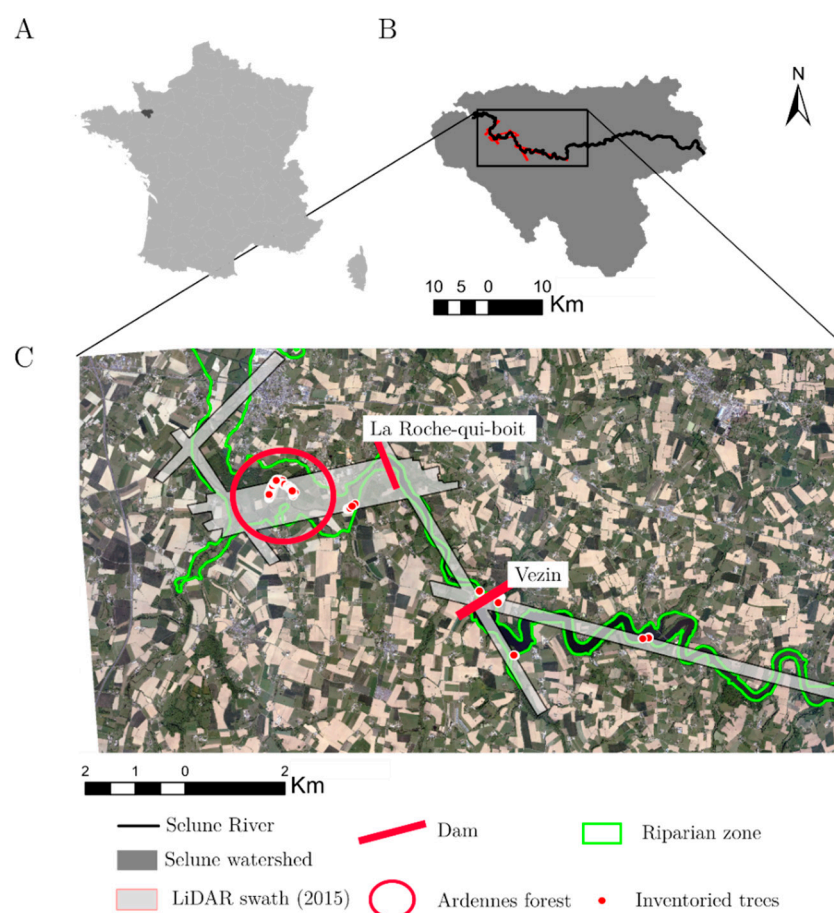 A
B
N
10 5 0 10
Km
C
La Roche-qui-boit
Vezin
2 1 0 2
Km
Selune River
Dam
Riparian zone
Selune watershed
LiDAR swath (2015)
Ardennes forest
Inventoried trees